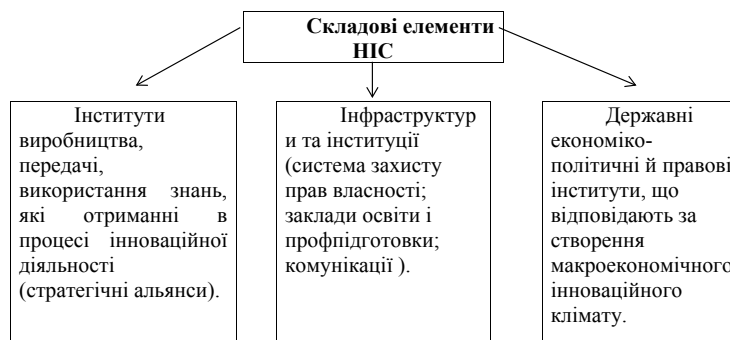 Складові елементи
НІС
Інститути
виробництва,
передачі,
використання знань,
які отриманні в
процесі інноваційної
діяльності
(стратегічні альянси).
Інфраструктур
и та інституції
(система захисту
прав власності;
заклади освіти і
профпідготовки;
комунікації ).
Державні
економіко-
політичні й правові
інститути, що
відповідають за
створення
макроекономічного
інноваційного
клімату.